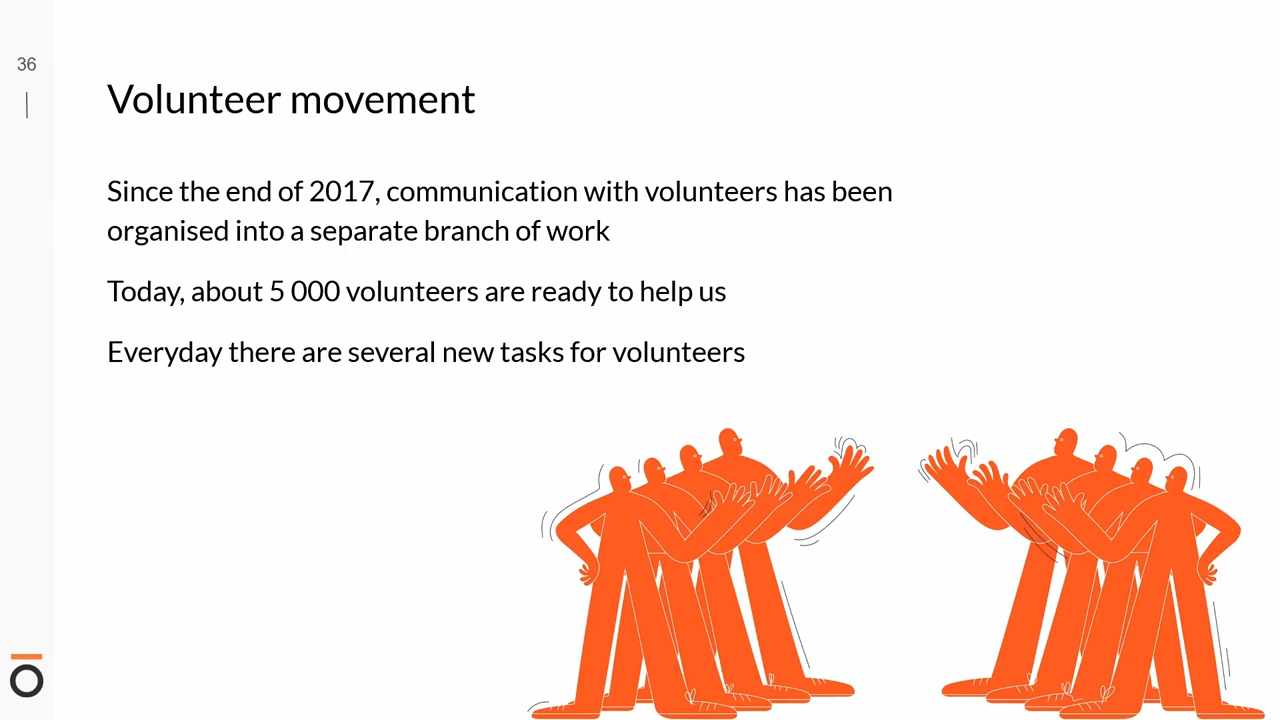 36
Volunteer movement
Since the end of 2017, communication with volunteers has been
organised into a separate branch of work
Today, about 5 000 volunteers are ready to help us
Everyday there are several new tasks for volunteers